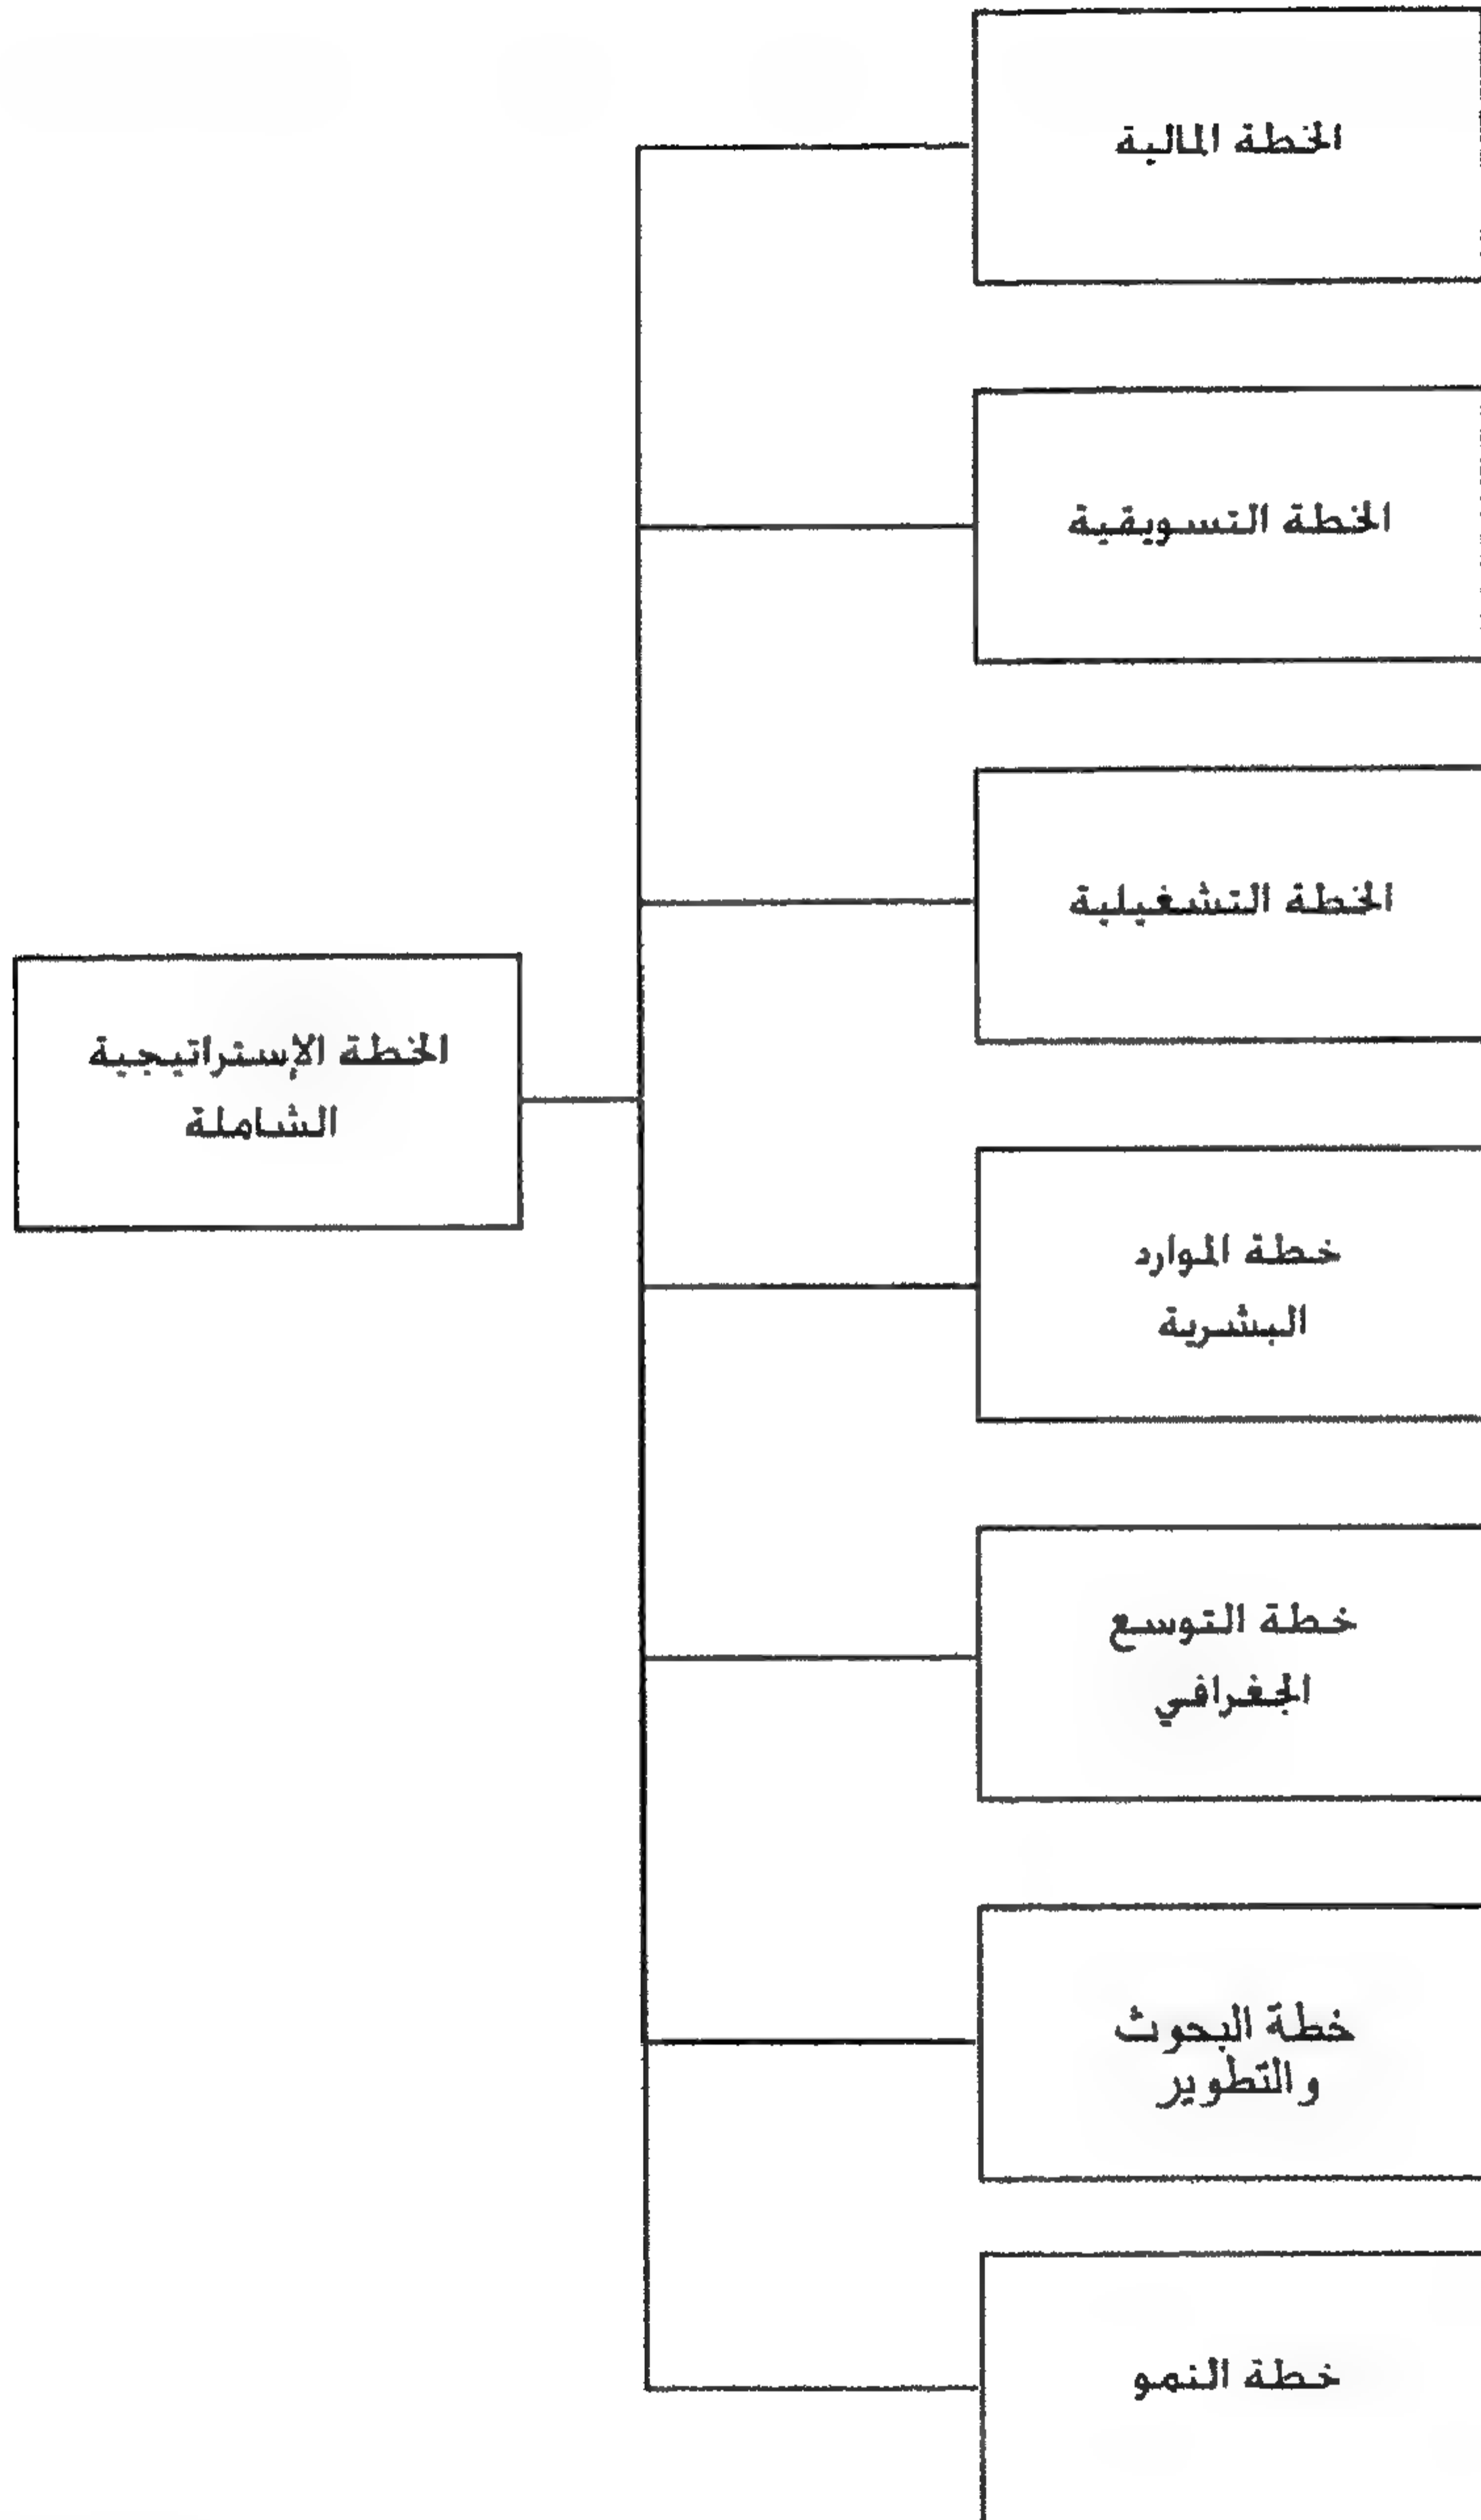 الخطة المالية
الخطة التسويقية
الخطة التشغيلية
الخطة الإستراتيجية
الشاملة
خطة الموارد
البشرية
خطة التوسع
الجغرافي
خطة البحوث
والتطوير
خطة النمو